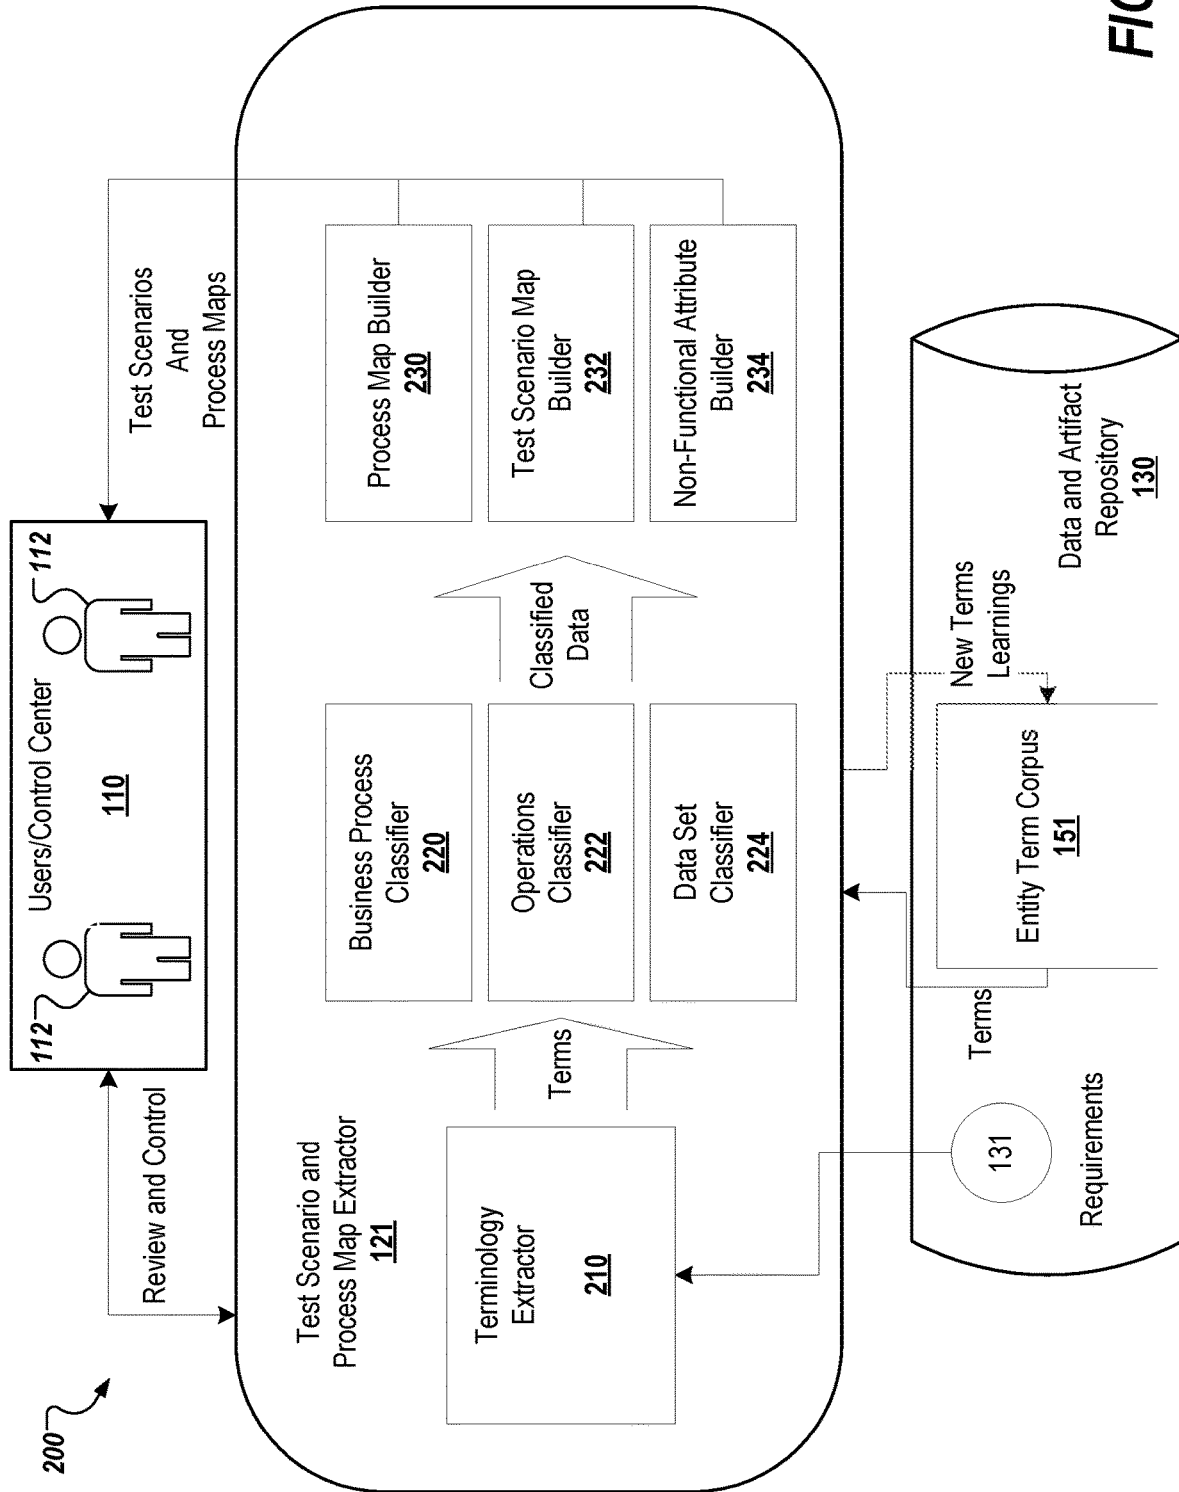 200
Review and Control
112
Users/Control Center
110
112
Test Scenarios
And
Process Maps
Test Scenario and
Process Map Extractor
121
Terminology
Extractor
210
Terms
Business Process
Classifier
220
Operations
Classifier
222
Data Set
Classifier
224
Classified
Data
Process Map Builder
230
Test Scenario Map
Builder
232
Non-Functional Attribute
Builder
234
131
Requirements
Terms
Entity Term Corpus
151
New Terms
Learnings
Data and Artifact
Repository
130